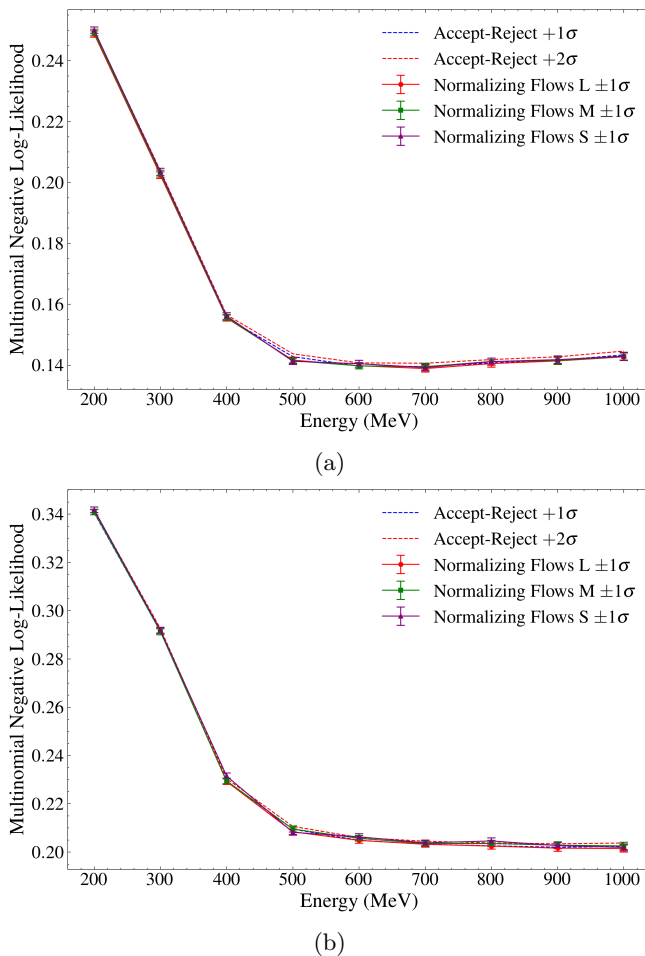 Multinomial Negative Log-Likelihood
0.24
0.22
0.20
0.18
0.16
0.14
Accept-Reject +1σ
Accept-Reject +2σ
Normalizing Flows L ±1σ
Normalizing Flows M ±1σ
Normalizing Flows S ±1σ
200 300 400 500 600 700 800 900 1000
Energy (MeV)
(a)
Multinomial Negative Log-Likelihood
0.34
0.32
0.30
0.28
0.26
0.24
0.22
0.20
Accept-Reject +1σ
Accept-Reject +2σ
Normalizing Flows L ±1σ
Normalizing Flows M ±1σ
Normalizing Flows S ±1σ
200 300 400 500 600 700 800 900 1000
Energy (MeV)
(b)